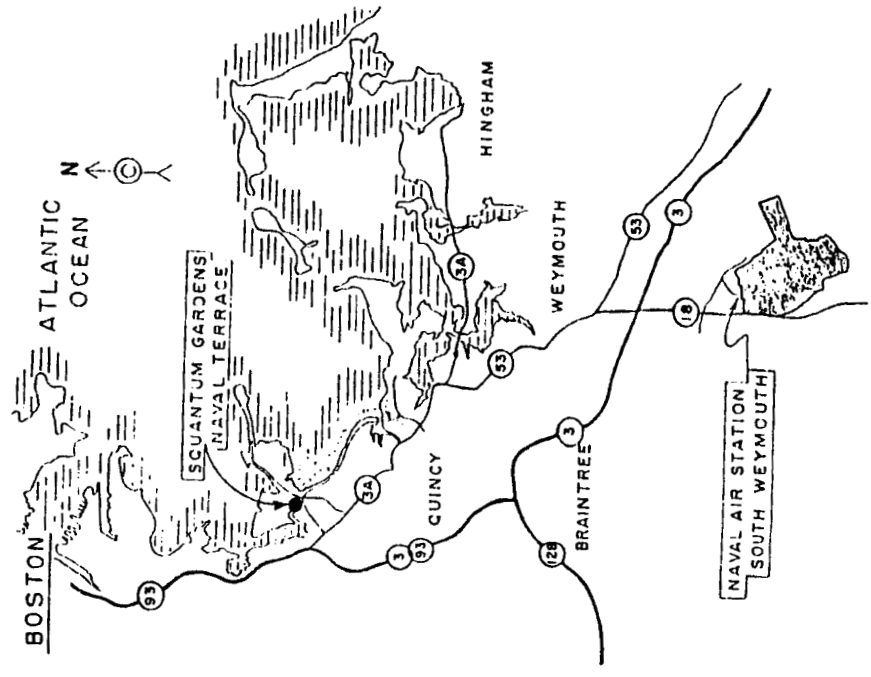 BOSTON
ATLANTIC
OCEAN
N
SQUANTUM GARDENS
NAVAL TERRACE
HINGHAM
WEYMOUTH
QUINCY
BRAINTREE
NAVAL AIR STATION
SOUTH WEYMOUTH
93
3A
3A
3
93
128
3
53
53
3
18